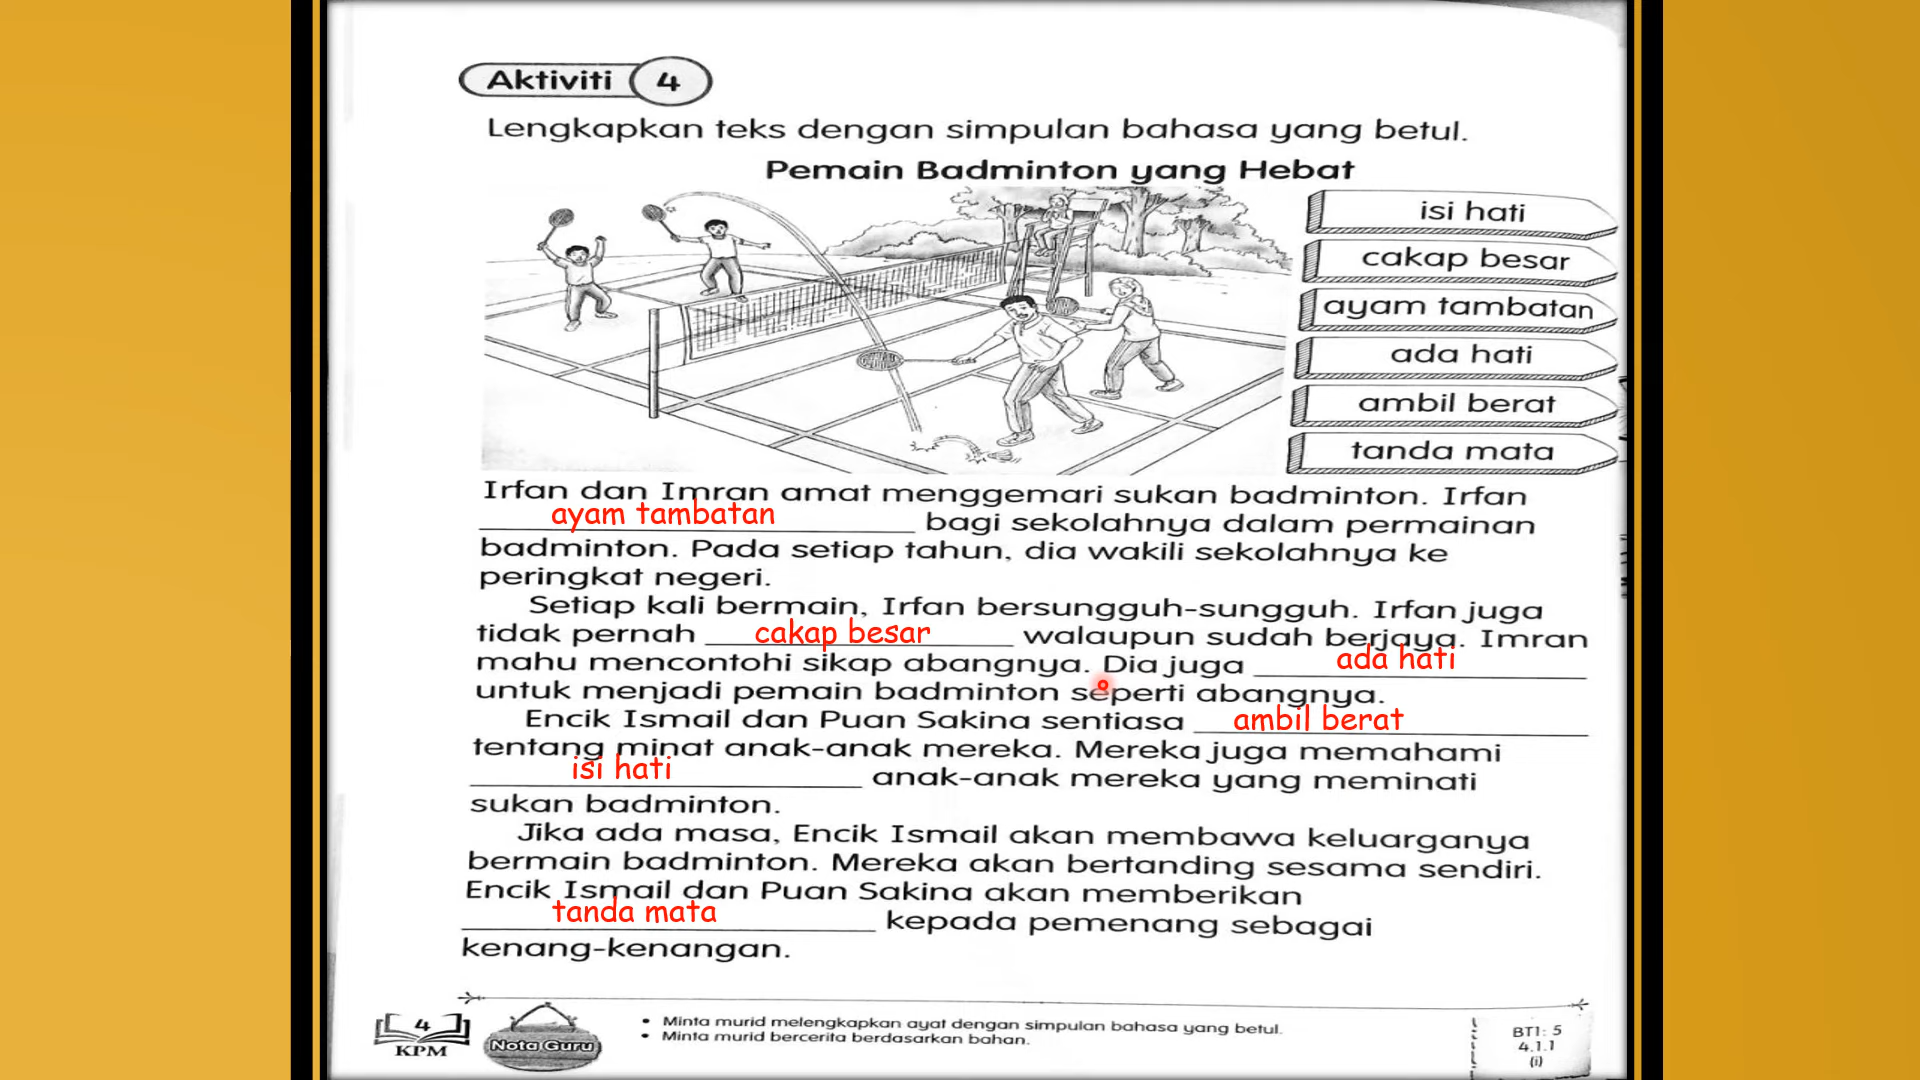 Aktiviti 4
Lengkapkan teks dengan simpulan bahasa yang betul.
Pemain Badminton yang Hebat
isi hati
cakap besar
ayam tambatan
ada hati
ambil berat
tanda mata
Irfan dan Imran amat menggemari sukan badminton. Irfan
ayam tambatan bagi sekolahnya dalam permainan
badminton. Pada setiap tahun, dia wakili sekolahnya ke
peringkat negeri.
Setiap kali bermain, Irfan bersungguh-sungguh. Irfan juga
tidak pernah cakap besar walaupun sudah berjaya. Imran
mahu mencontohi sikap abangnya. Dia juga ada hati
untuk menjadi pemain badminton seperti abangnya.
Encik Ismail dan Puan Sakina sentiasa ambil berat
tentang minat anak-anak mereka. Mereka juga memahami
isi hati anak-anak mereka yang meminati
sukan badminton.
Jika ada masa, Encik Ismail akan membawa keluarganya
bermain badminton. Mereka akan bertanding sesama sendiri.
Encik Ismail dan Puan Sakina akan memberikan
tanda mata kepada pemenang sebagai
kenang-kenangan.
4
KPM
Nota Guru
• Minta murid melengkapkan ayat dengan simpulan bahasa yang betul.
• Minta murid bercerita berdasarkan bahan.
BT1: 5
4.1.1
(i)